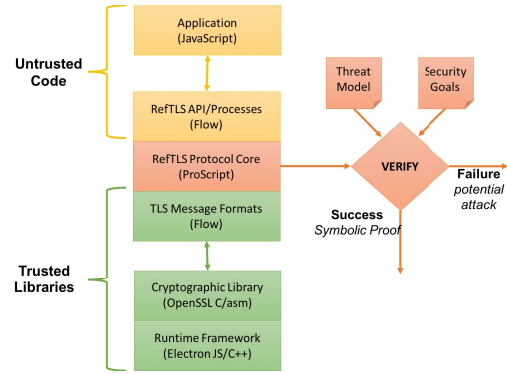 Application
(JavaScript)
Untrusted
Code
RefTLS API/Processes
(Flow)
RefTLS Protocol Core
(ProScript)
TLS Message Formats
(Flow)
Trusted
Libraries
Cryptographic Library
(OpenSSL C/asm)
Runtime Framework
(Electron JS/C++)
Threat
Model
Security
Goals
VERIFY
Failure
potential
attack
Success
Symbolic Proof